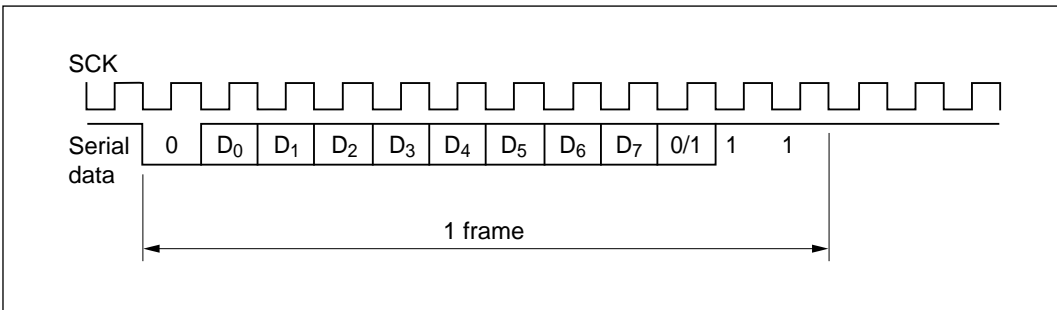 SCK
Serial data
0 D₀ D₁ D₂ D₃ D₄ D₅ D₆ D₇ 0/1 1 1
1 frame